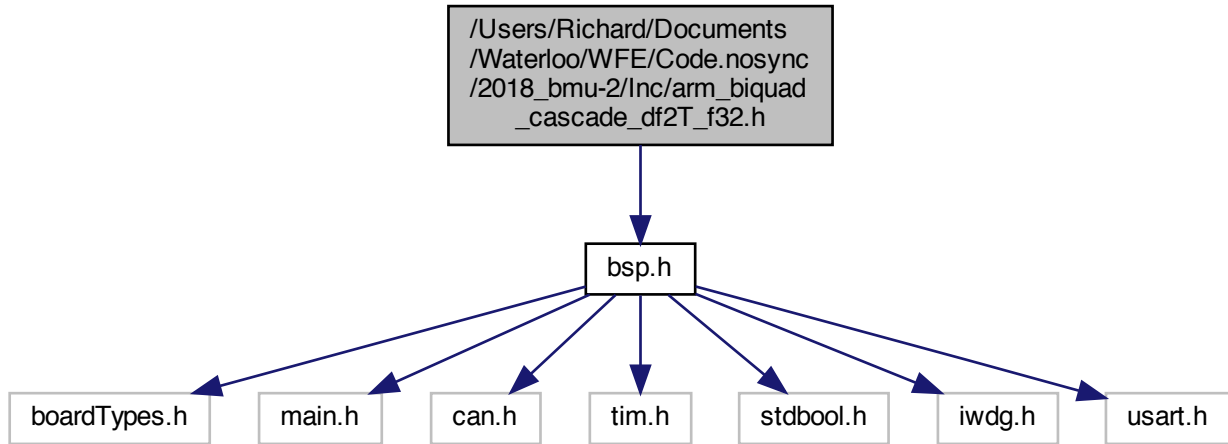 /Users/Richard/Documents
/Waterloo/WFE/Code.nosync
/2018_bmu-2/Inc/arm_biquad
_cascade_df2T_f32.h
bsp.h
boardTypes.h
main.h
can.h
tim.h
stdbool.h
iwdg.h
usart.h